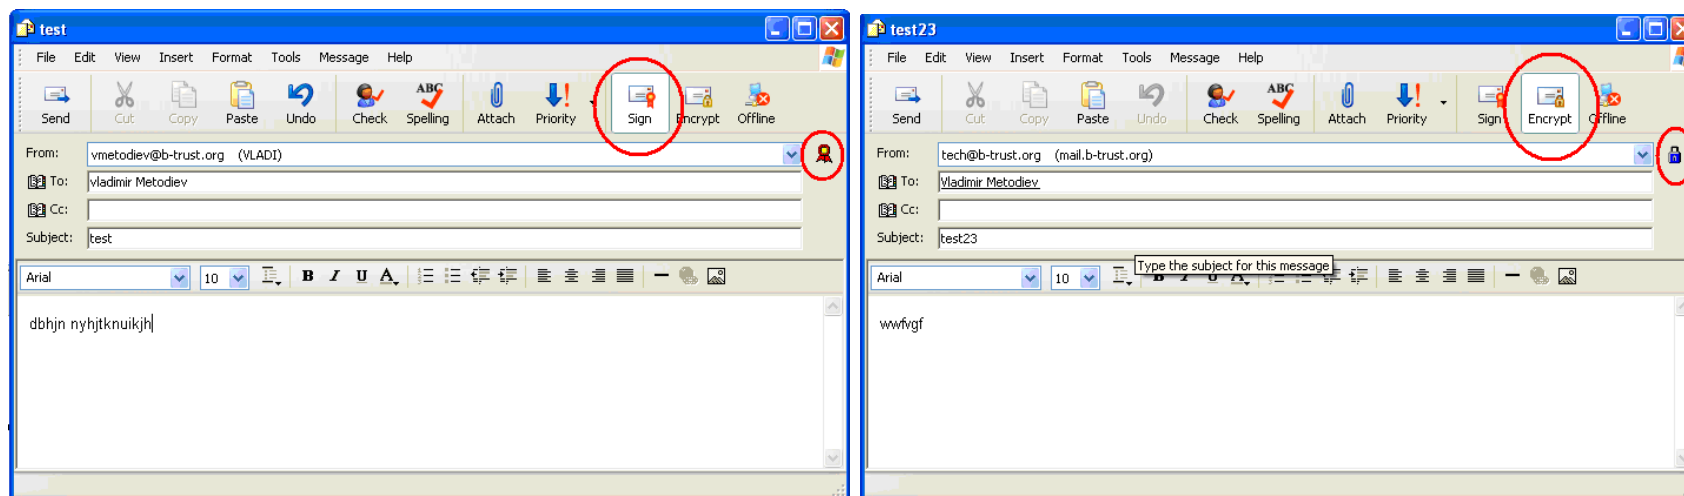 test
File Edit View Insert Format Tools Message Help
Send Cut Copy Paste Undo Check ABC Spelling Attach Priority Sign Encrypt Offline
From: vmetodiev@b-trust.org (VLADI)
To: vladimir Metodiev
Cc:
Subject: test
Arial 10 B I U A
dbhjn nyhjtknuikjh
test23
File Edit View Insert Format Tools Message Help
Send Cut Copy Paste Undo Check ABC Spelling Attach Priority Sign Encrypt Offline
From: tech@b-trust.org (mail.b-trust.org)
To: Vladimir Metodiev
Cc:
Subject: test23
Type the subject for this message
Arial 10 B I U A
wwfvgf